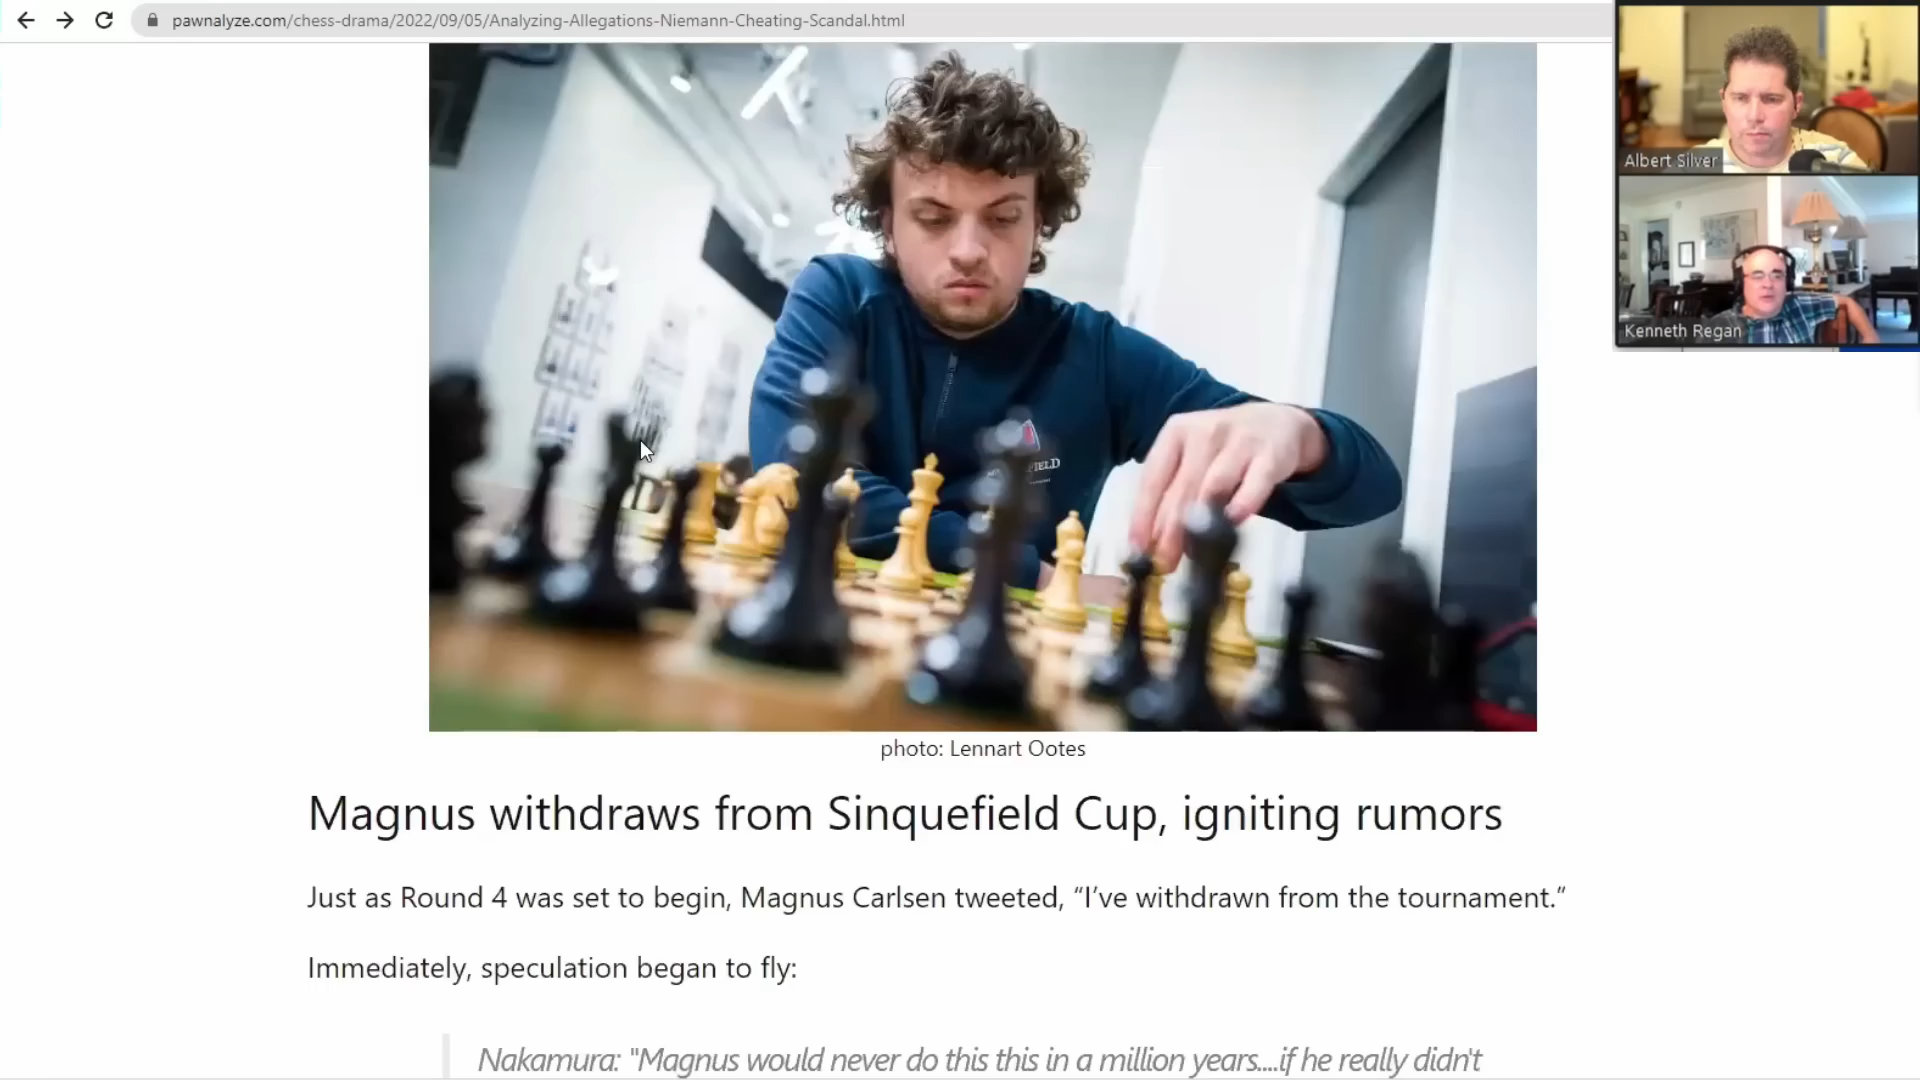 pawnalyze.com/chess-drama/2022/09/05/Analyzing-Allegations-Niemann-Cheating-Scandal.html
Albert Silver
Kenneth Regan
photo: Lennart Ootes
Magnus withdraws from Sinquefield Cup, igniting rumors
Just as Round 4 was set to begin, Magnus Carlsen tweeted, “I’ve withdrawn from the tournament.”
Immediately, speculation began to fly:
Nakamura: "Magnus would never do this this in a million years....if he really didn't